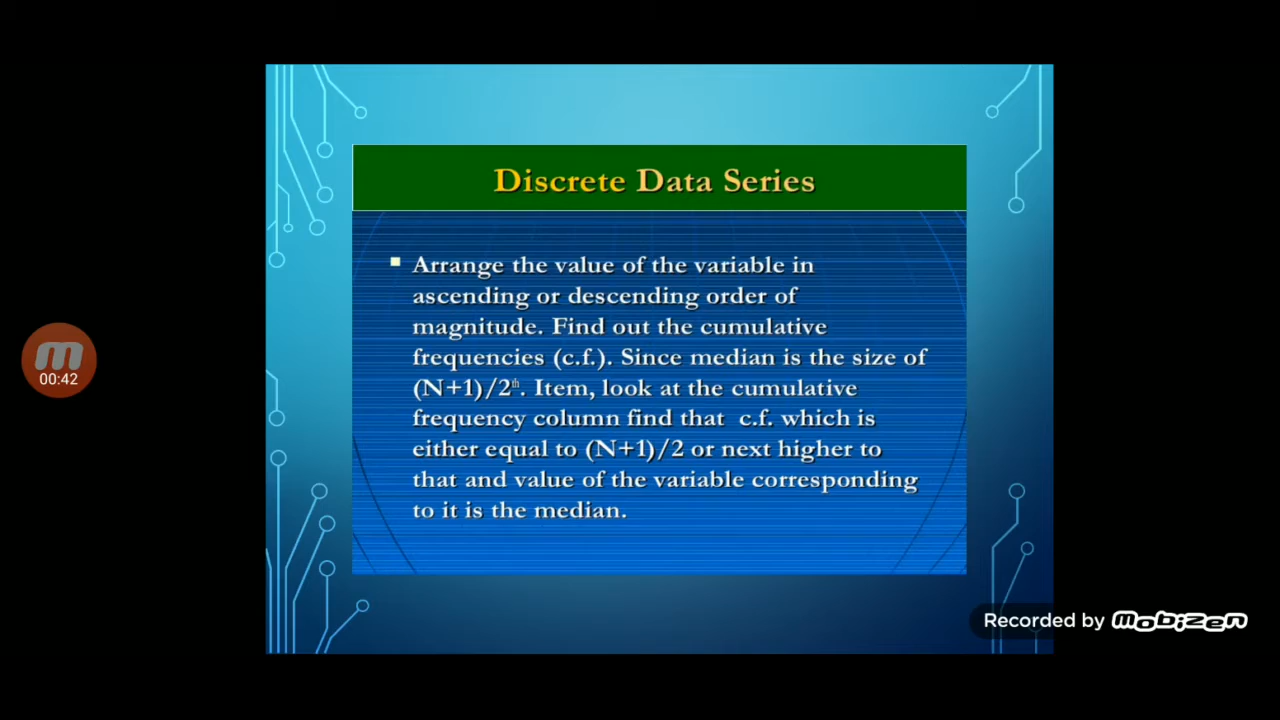 Discrete Data Series
Arrange the value of the variable in
ascending or descending order of
magnitude. Find out the cumulative
frequencies (c.f.). Since median is the size of
(N+1)/2th. Item, look at the cumulative
frequency column find that c.f. which is
either equal to (N+1)/2 or next higher to
that and value of the variable corresponding
to it is the median.
00:42
Recorded by mobizen